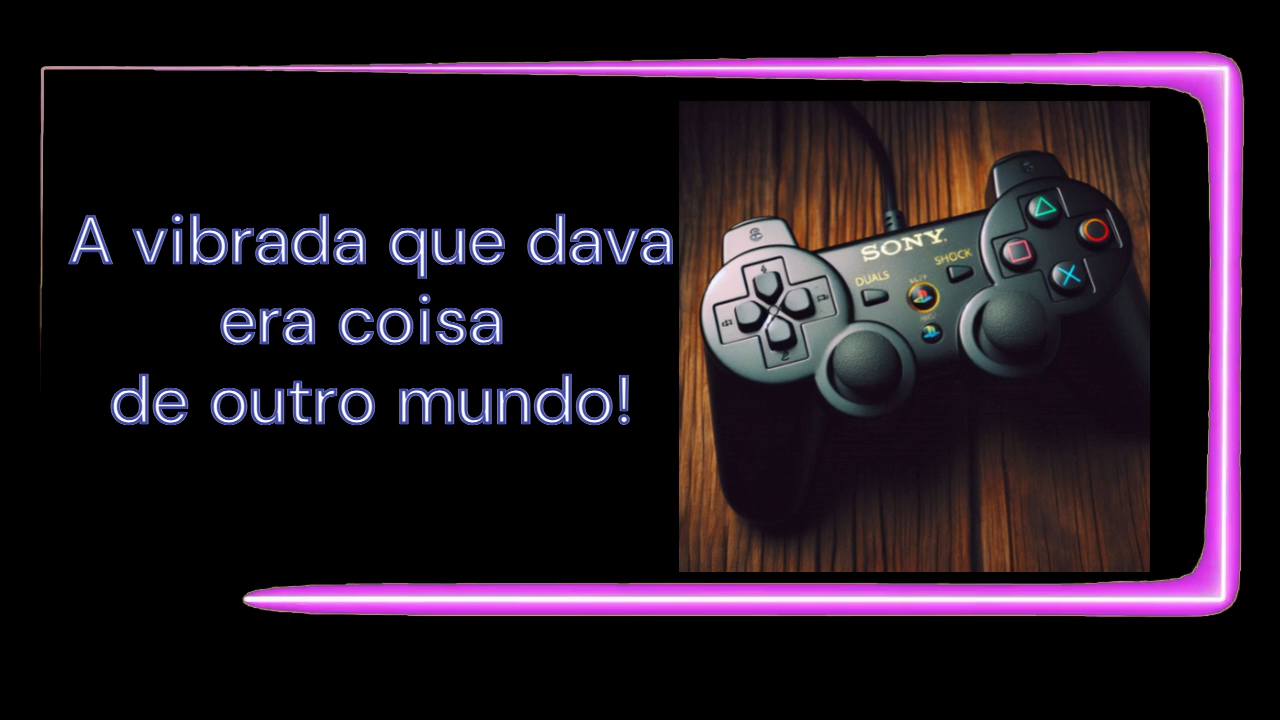 A vibrada que dava
era coisa
de outro mundo!
SONY
DUALS
SHOCK